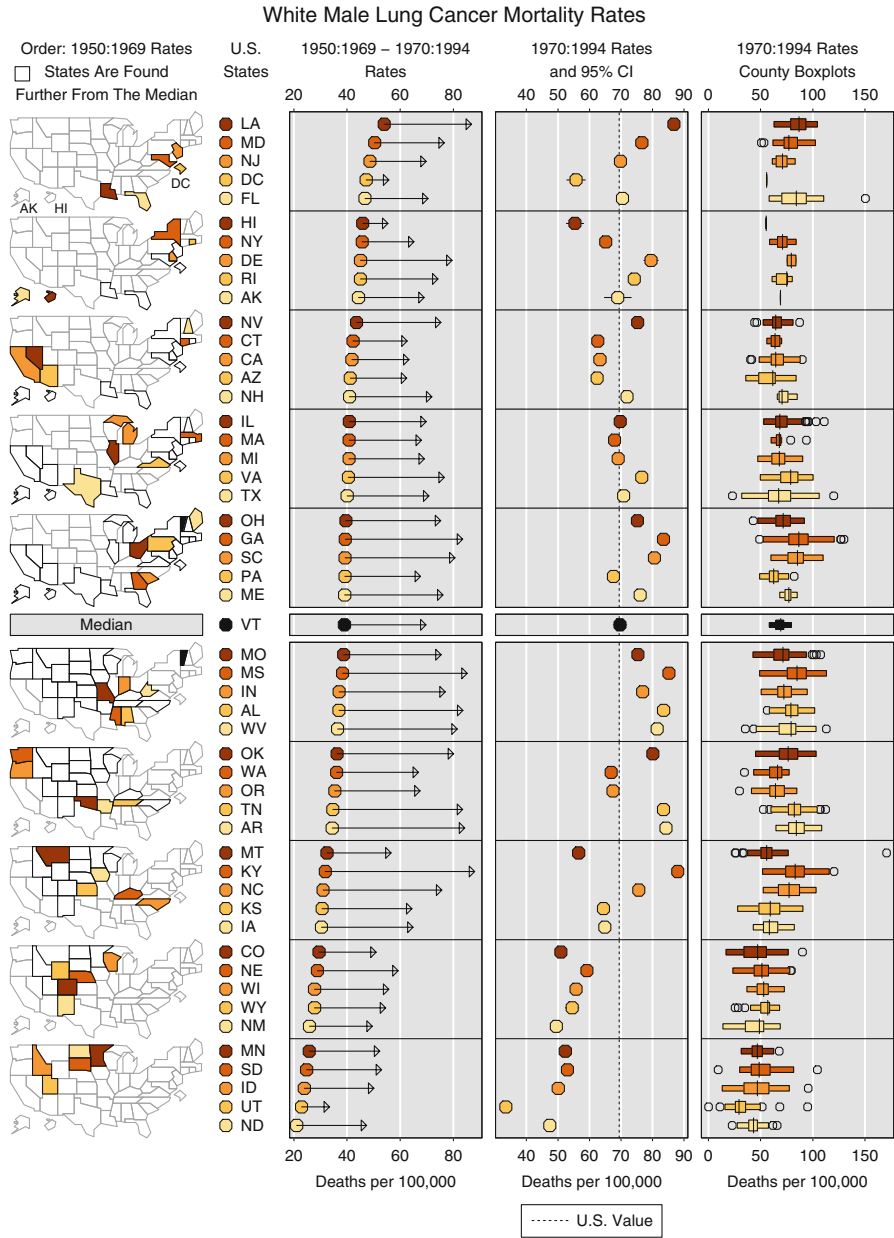 White Male Lung Cancer Mortality Rates
Order: 1950:1969 Rates U.S. 1950:1969 – 1970:1994 1970:1994 Rates 1970:1994 Rates
States Are Found States Rates and 95% CI County Boxplots
Further From The Median
20 40 60 80 40 50 60 70 80 90 0 50 100 150
LA
MD
NJ
DC
DC
FL
AK HI
HI
NY
DE
RI
AK
NV
CT
CA
AZ
NH
IL
MA
MI
VA
TX
OH
GA
SC
PA
ME
Median VT
MO
MS
IN
AL
WV
OK
WA
OR
TN
AR
MT
KY
NC
KS
IA
CO
NE
WI
WY
NM
MN
SD
ID
UT
ND
20 40 60 80 40 50 60 70 80 90 0 50 100 150
Deaths per 100,000 Deaths per 100,000 Deaths per 100,000
U.S. Value